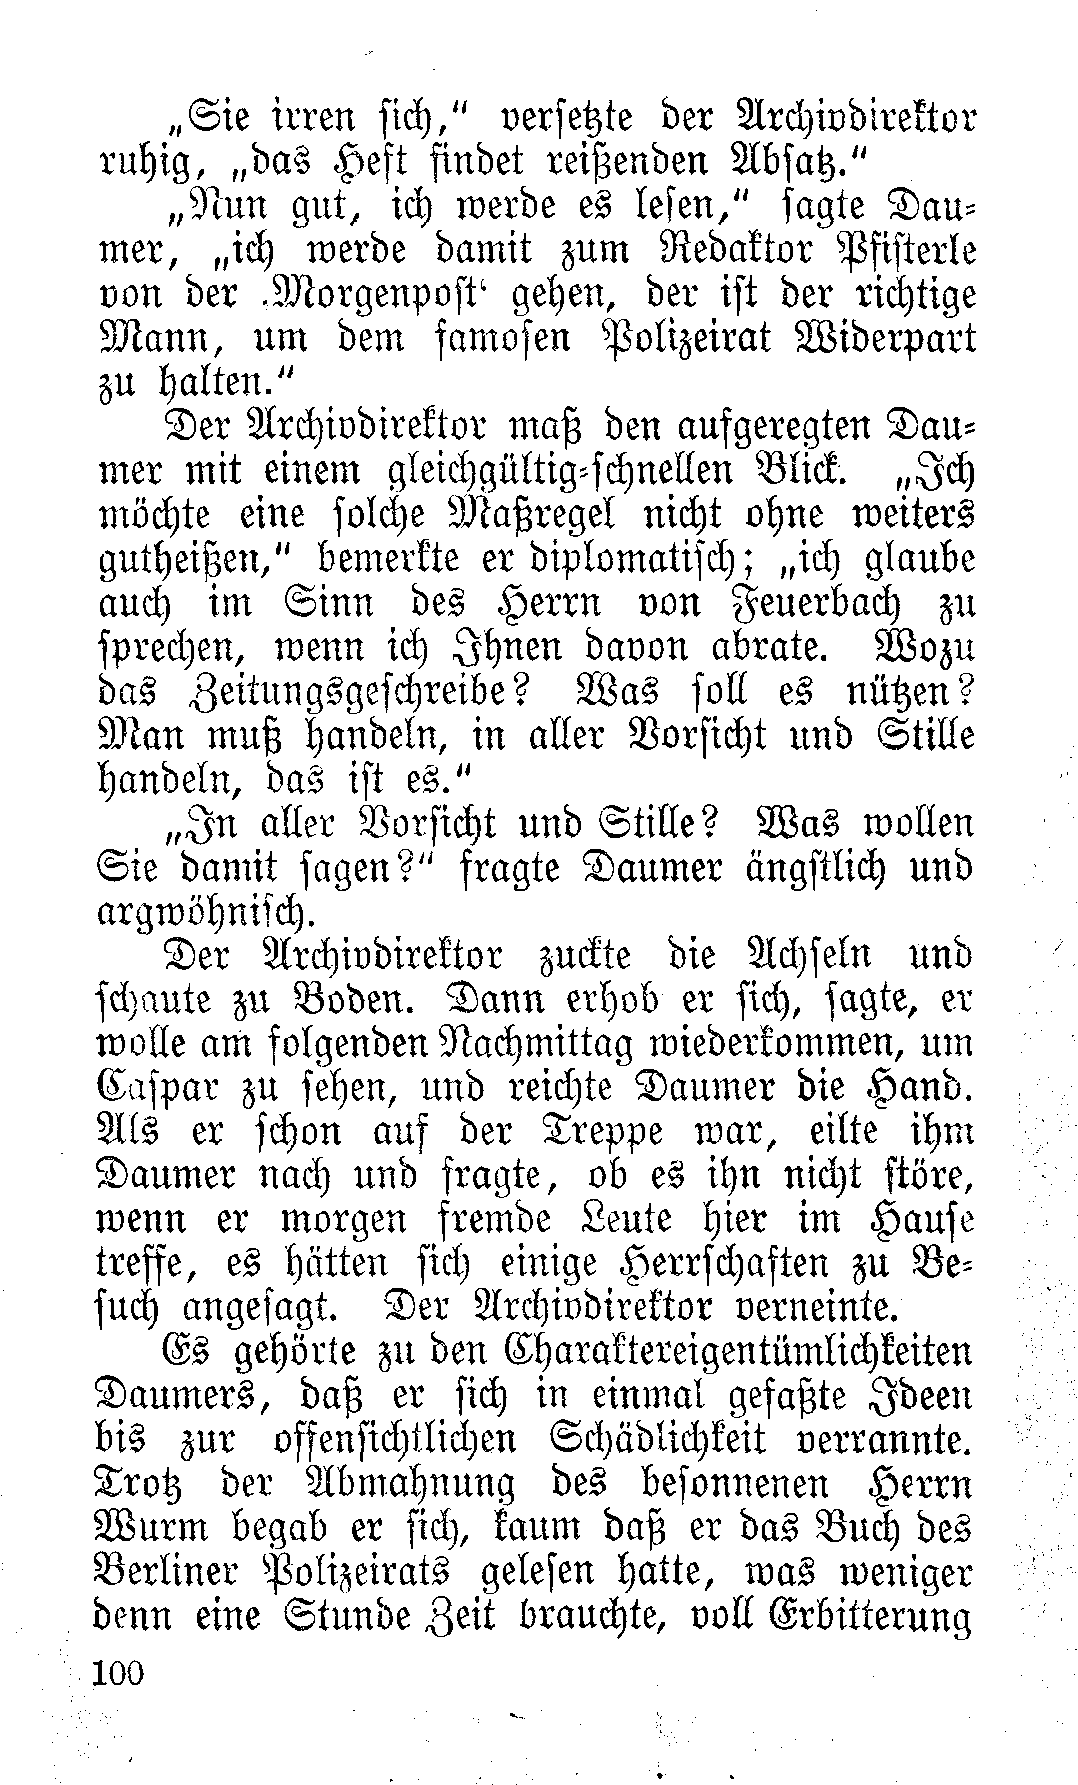 „Sie irren sich,“ versetzte der Archivdirektor
ruhig, „das Heft findet reißenden Absatz.“
„Nun gut, ich werde es lesen,“ sagte Dau-
mer, „ich werde damit zum Redaktor Pfisterle
von der ‚Morgenpost‘ gehen, der ist der richtige
Mann, um dem famosen Polizeirat Widerpart
zu halten.“
Der Archivdirektor maß den aufgeregten Dau-
mer mit einem gleichgültig-schnellen Blick. „Ich
möchte eine solche Maßregel nicht ohne weiters
gutheißen,“ bemerkte er diplomatisch; „ich glaube
auch im Sinn des Herrn von Feuerbach zu
sprechen, wenn ich Ihnen davon abrate. Wozu
das Zeitungsgeschreibe? Was soll es nützen?
Man muß handeln, in aller Vorsicht und Stille
handeln, das ist es.“
„In aller Vorsicht und Stille? Was wollen
Sie damit sagen?“ fragte Daumer ängstlich und
argwöhnisch.
Der Archivdirektor zuckte die Achseln und
schaute zu Boden. Dann erhob er sich, sagte, er
wolle am folgenden Nachmittag wiederkommen, um
Caspar zu sehen, und reichte Daumer die Hand.
Als er schon auf der Treppe war, eilte ihm
Daumer nach und fragte, ob es ihn nicht störe,
wenn er morgen fremde Leute hier im Hause
treffe, es hätten sich einige Herrschaften zu Be-
such angesagt. Der Archivdirektor verneinte.
Es gehörte zu den Charaktereigentümlichkeiten
Daumers, daß er sich in einmal gefaßte Ideen
bis zur offensichtlichen Schädlichkeit verrannte.
Trotz der Abmahnung des besonnenen Herrn
Wurm begab er sich, kaum daß er das Buch des
Berliner Polizeirats gelesen hatte, was weniger
denn eine Stunde Zeit brauchte, voll Erbitterung
100